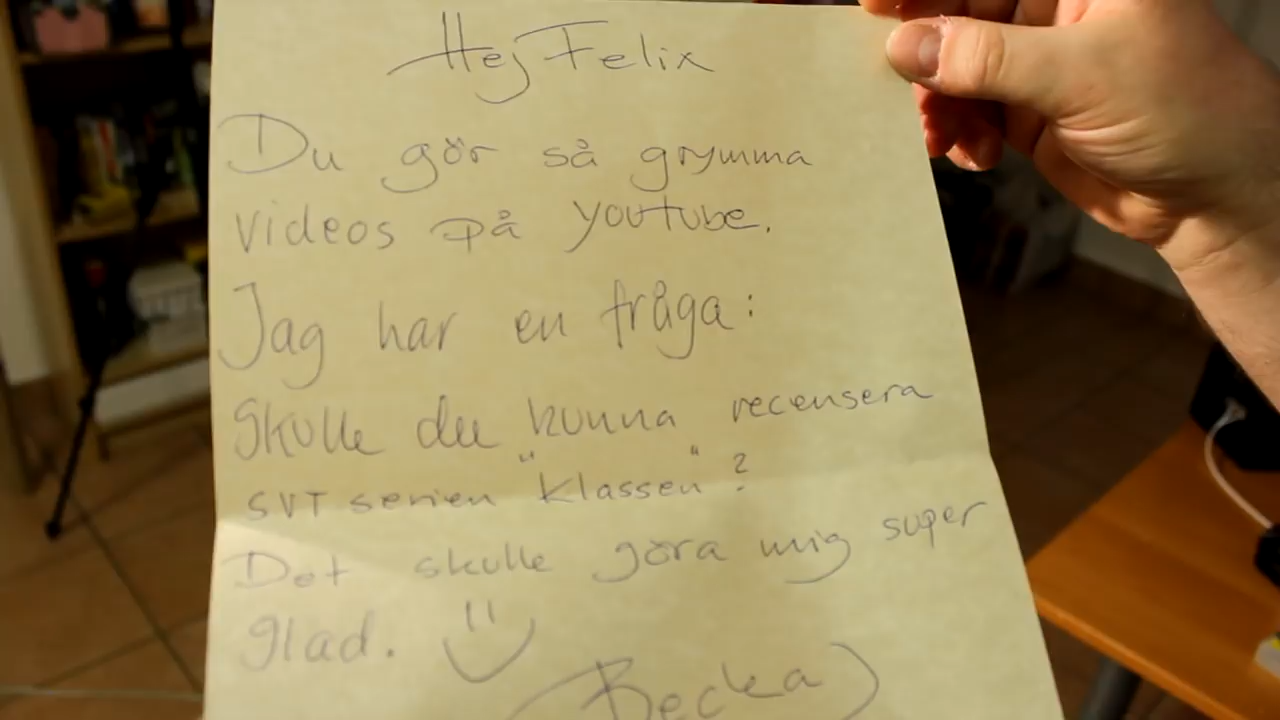 Hej Felix
Du gör så grymma
videos på youtube.
Jag har en fråga:
Skulle du kunna recensera
SVT serien "Klassen"?
Det skulle göra mig super
glad.
Becka